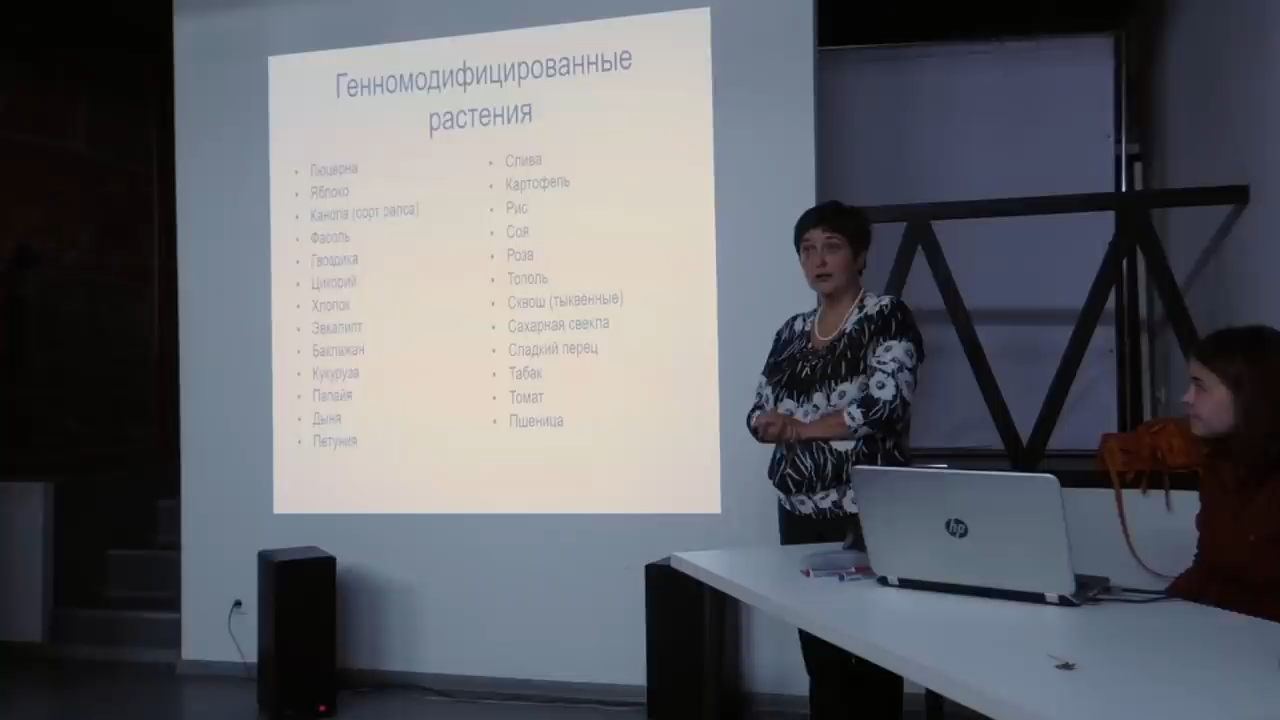 Генномодифицированные
растения
• Люцерна
• Яблоко
• Канола (сорт рапса)
• Фасоль
• Гвоздика
• Цикорий
• Хлопок
• Эвкалипт
• Баклажан
• Кукуруза
• Папайя
• Дыня
• Петуния
• Слива
• Картофель
• Рис
• Соя
• Роза
• Тополь
• Сквош (тыквенные)
• Сахарная свекла
• Сладкий перец
• Табак
• Томат
• Пшеница
hp